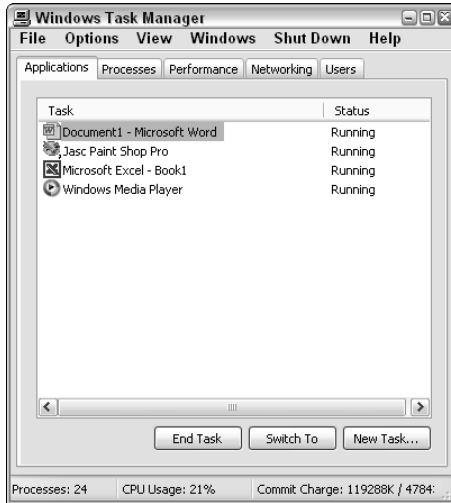 Windows Task Manager
File Options View Windows Shut Down Help
Applications Processes Performance Networking Users
Task Status
Document1 - Microsoft Word Running
Jasc Paint Shop Pro Running
Microsoft Excel - Book1 Running
Windows Media Player Running
End Task Switch To New Task...
Processes: 24 CPU Usage: 21% Commit Charge: 119288K / 4784